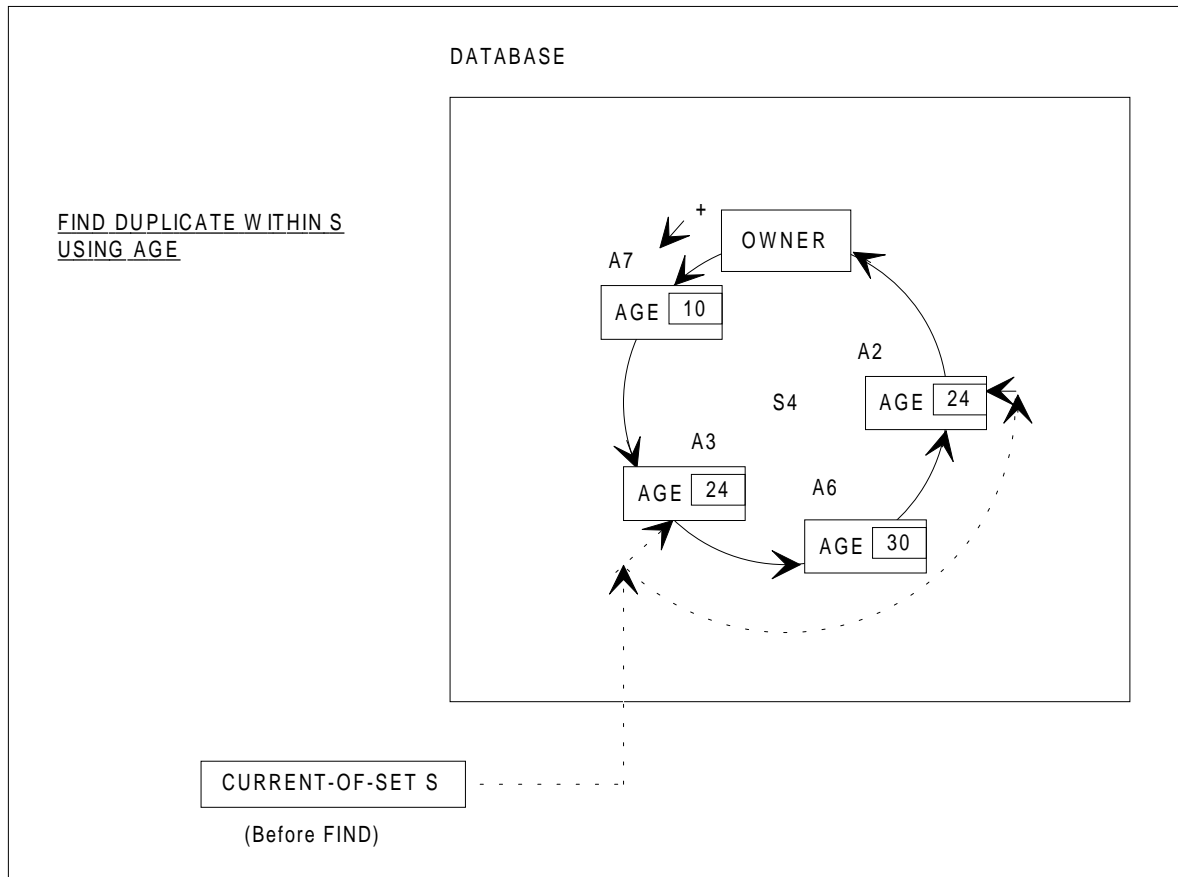 DATABASE
FIND DUPLICATE WITHIN S
USING AGE
+
OWNER
A7
AGE 10
A2
AGE 24
S4
A3
AGE 24
A6
AGE 30
CURRENT-OF-SET S
(Before FIND)